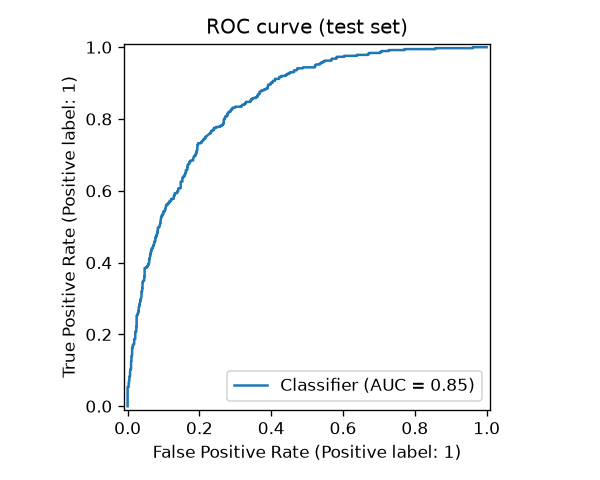 ROC curve (test set)
True Positive Rate (Positive label: 1)
1.0
0.8
0.6
0.4
0.2
0.0
Classifier (AUC = 0.85)
0.0 0.2 0.4 0.6 0.8 1.0
False Positive Rate (Positive label: 1)